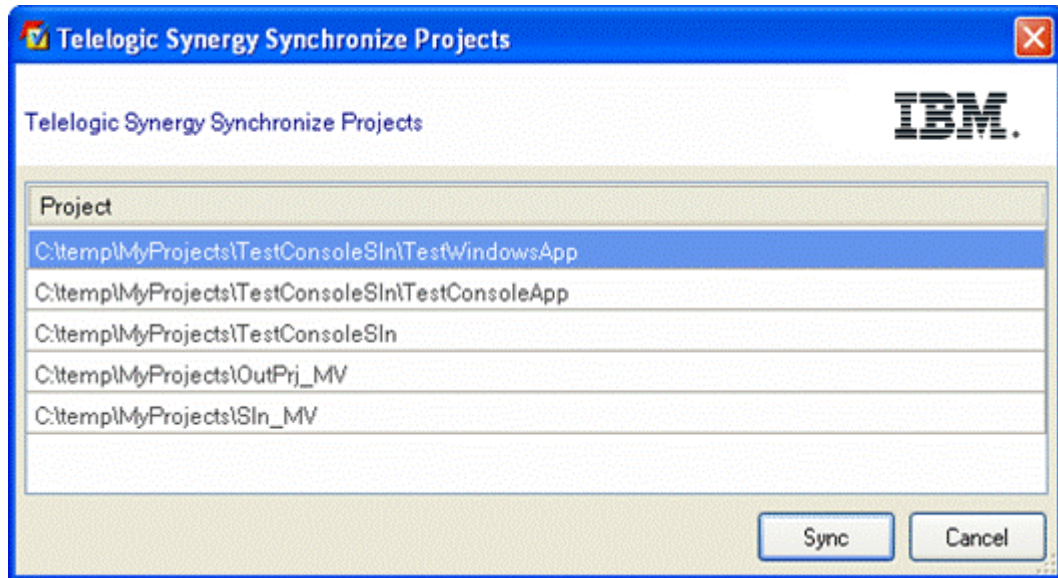 Telelogic Synergy Synchronize Projects
Telelogic Synergy Synchronize Projects
IBM.
Project
C:\temp\MyProjects\TestConsoleSln\TestWindowsApp
C:\temp\MyProjects\TestConsoleSln\TestConsoleApp
C:\temp\MyProjects\TestConsoleSln
C:\temp\MyProjects\OutPrj_MV
C:\temp\MyProjects\Sln_MV
Sync Cancel